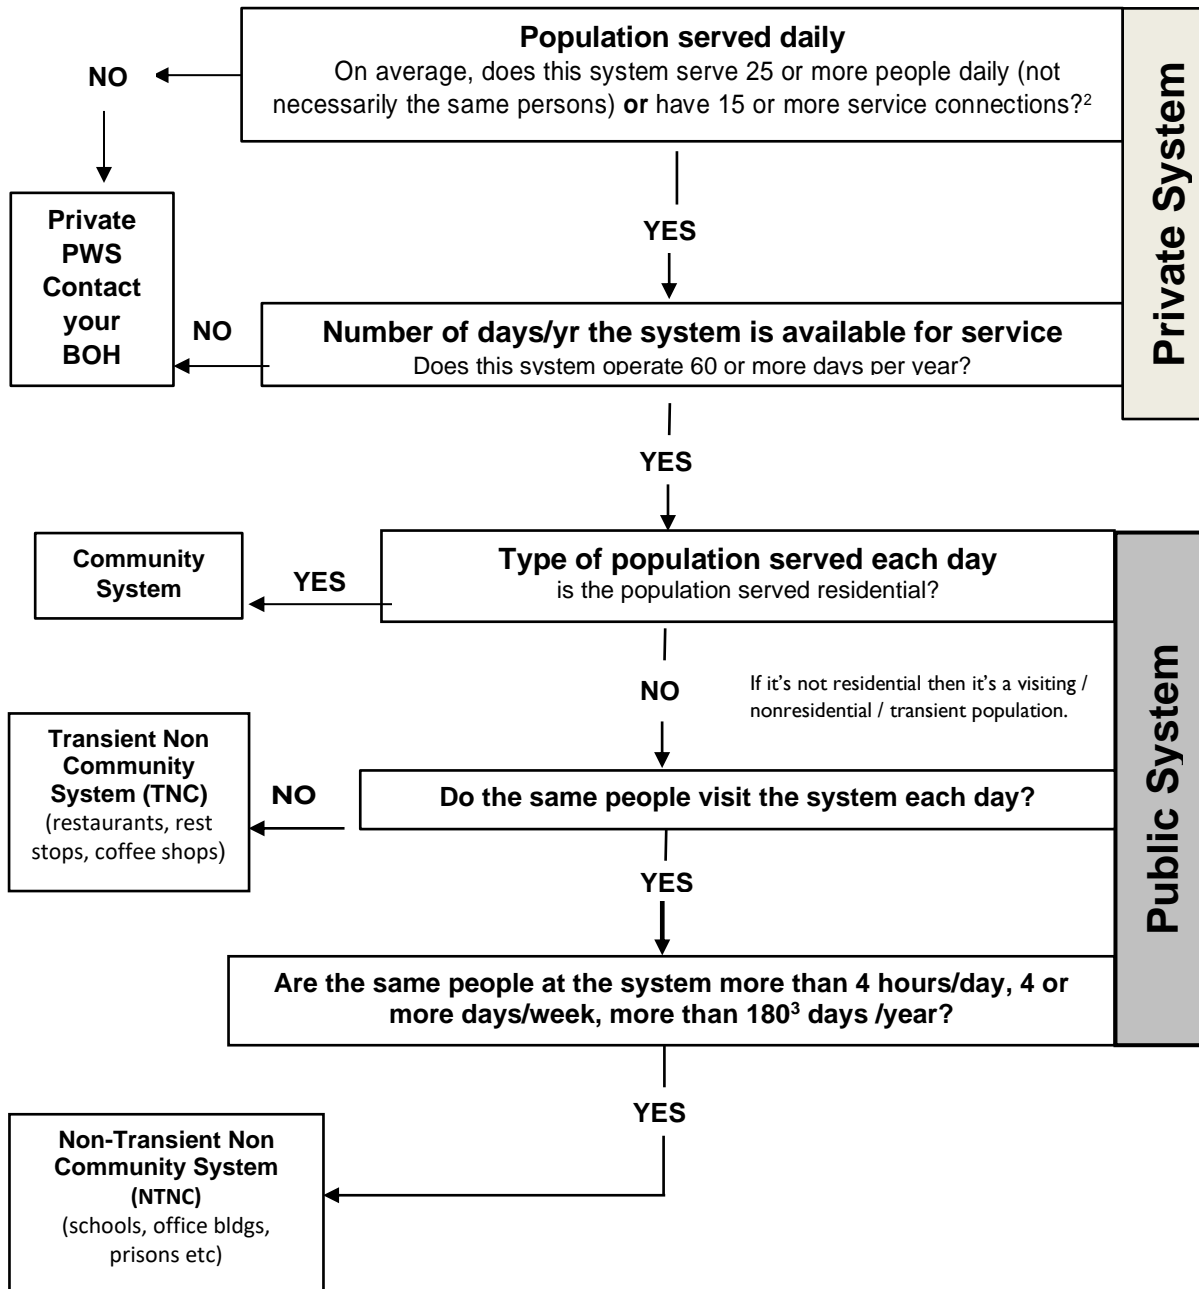 Population served daily
On average, does this system serve 25 or more people daily (not
necessarily the same persons) or have 15 or more service connections?²
NO
Private System
YES
Private
PWS
Contact
your
BOH
NO
Number of days/yr the system is available for service
Does this system operate 60 or more days per year?
YES
Community
System
YES
Type of population served each day
is the population served residential?
Public System
NO
If it's not residential then it's a visiting /
nonresidential / transient population.
Transient Non
Community
System (TNC)
(restaurants, rest
stops, coffee shops)
NO
Do the same people visit the system each day?
YES
Are the same people at the system more than 4 hours/day, 4 or
more days/week, more than 180³ days /year?
YES
Non-Transient Non
Community System
(NTNC)
(schools, office bldgs,
prisons etc)